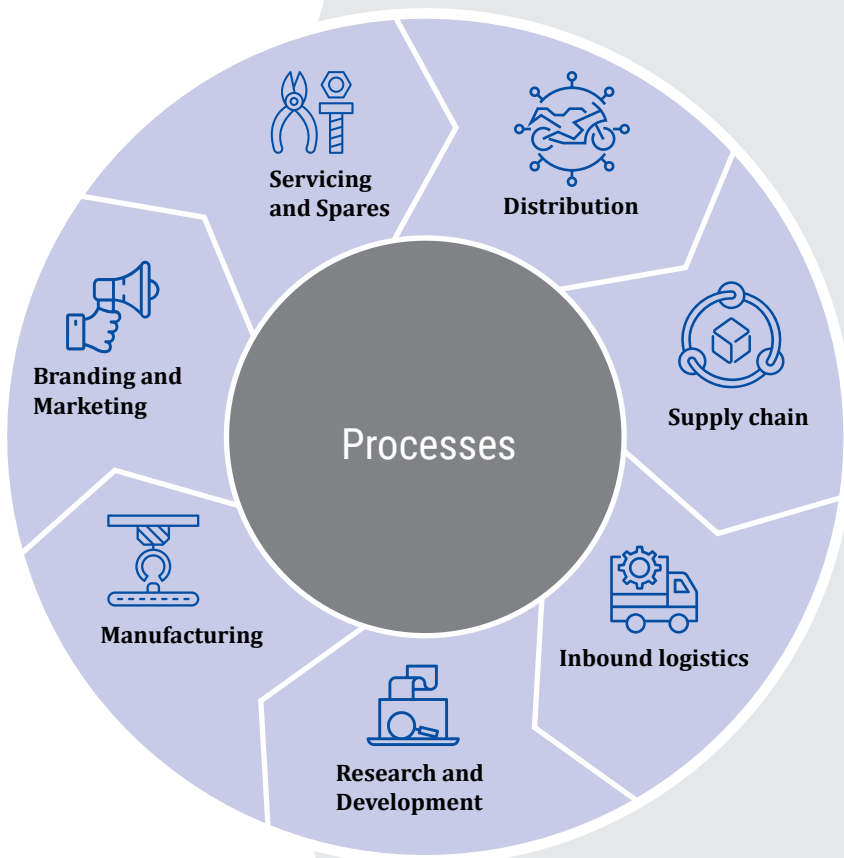 Servicing
and Spares
Distribution
Supply chain
Inbound logistics
Research and
Development
Manufacturing
Branding and
Marketing
Processes